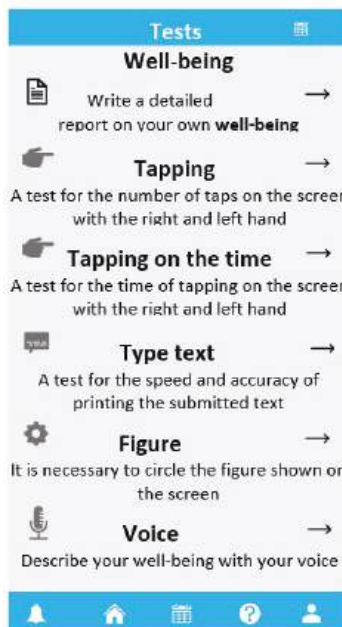 Tests
Well-being
Write a detailed
report on your own well-being
Tapping
A test for the number of taps on the screen
with the right and left hand
Tapping on the time
A test for the time of tapping on the screen
with the right and left hand
Type text
A test for the speed and accuracy of
printing the submitted text
Figure
It is necessary to circle the figure shown on
the screen
Voice
Describe your well-being with your voice